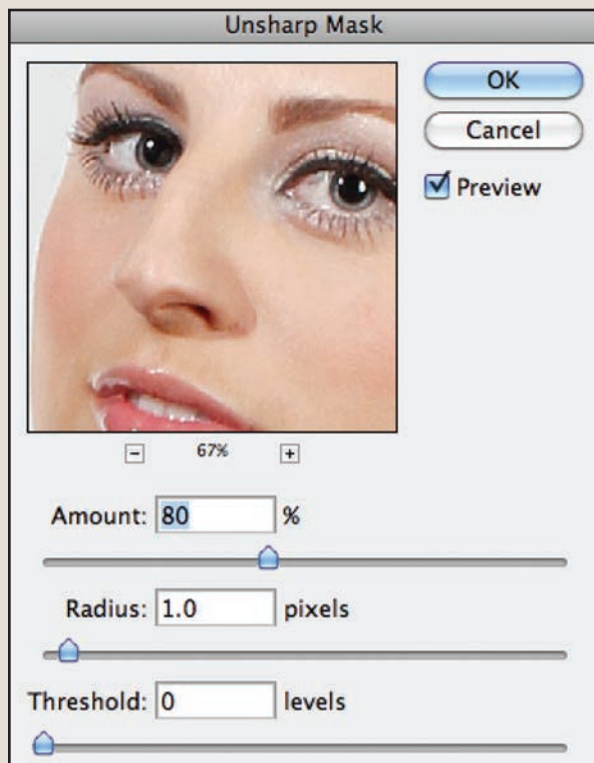 Unsharp Mask
OK
Cancel
Preview
67%
Amount: 80 %
Radius: 1.0 pixels
Threshold: 0 levels